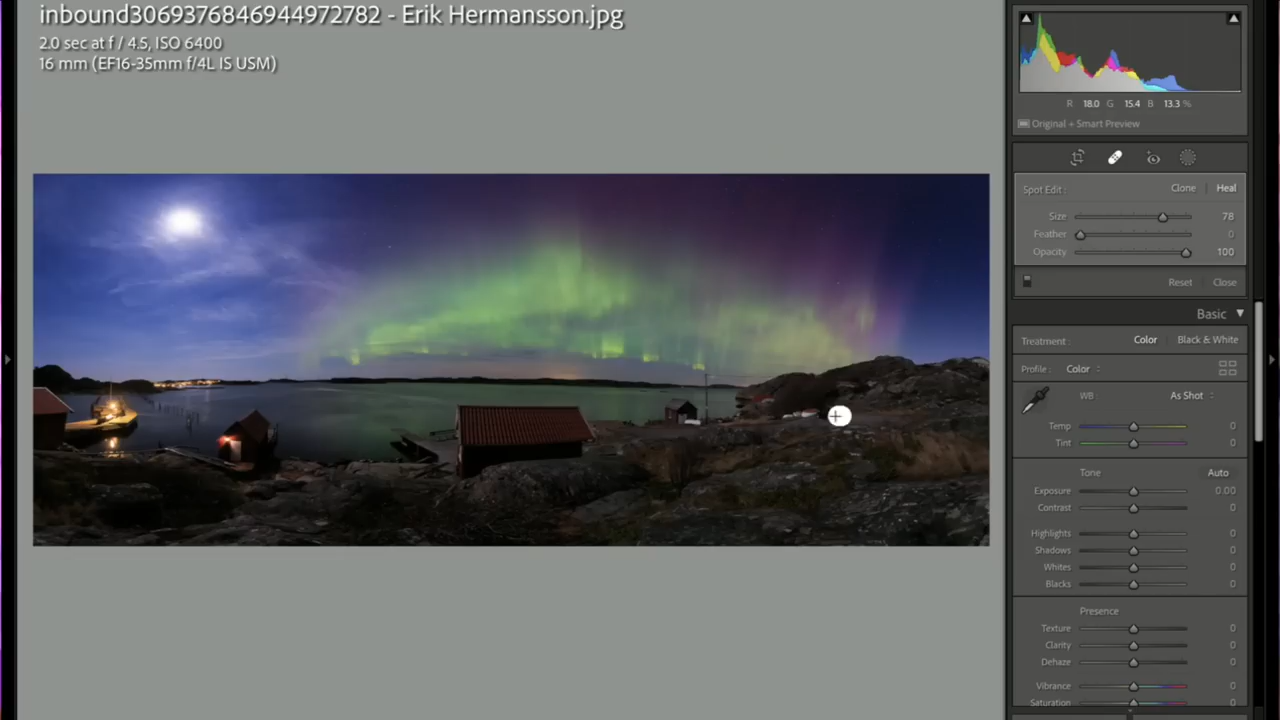 inbound3069376846944972782 - Erik Hermansson.jpg
2.0 sec at f / 4.5, ISO 6400
16 mm (EF16-35mm f/4L IS USM)
R 18.0 G 15.4 B 13.3 %
Original + Smart Preview
Spot Edit : Clone | Heal
Size 78
Feather 0
Opacity 100
Reset Close
Basic
Treatment : Color Black & White
Profile : Color
WB: As Shot
Temp 0
Tint 0
Tone Auto
Exposure 0.00
Contrast 0
Highlights 0
Shadows 0
Whites 0
Blacks 0
Presence
Texture 0
Clarity 0
Dehaze 0
Vibrance 0
Saturation 0